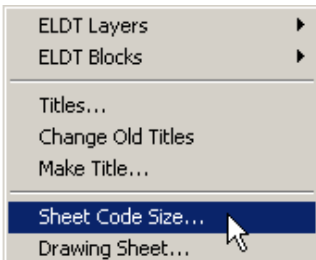 ELDT Layers
ELDT Blocks
Titles...
Change Old Titles
Make Title...
Sheet Code Size...
Drawing Sheet...